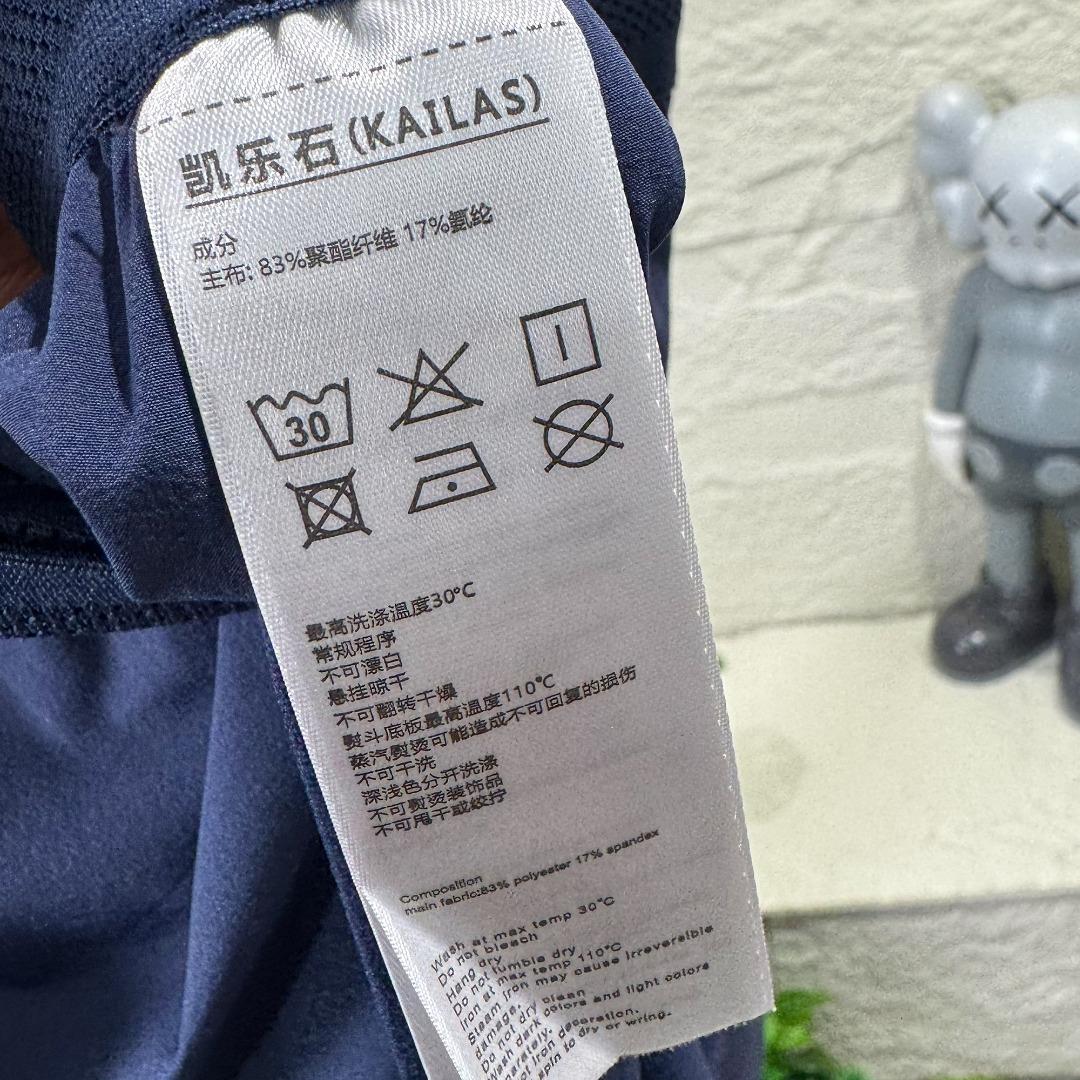 凯乐石(KAILAS)
成分
主布: 83%聚酯纤维 17%氨纶
30
最高洗涤温度30℃
常规程序
不可漂白
悬挂晾干
不可翻转干燥
熨斗底板最高温度110℃
蒸汽熨烫可能造成不可回复的损伤
不可干洗
深浅色分开洗涤
不可熨烫装饰品
不可甩干或绞拧
Composition
main fabric:83% polyester 17% spandex
Wash at max temp 30℃
Do not bleach
Hang dry
Do not tumble dry
Iron at max temp 110℃
Steam iron may cause irreversible
damage.
Do not dry clean
Wash dark colors and light colors
separately.
not iron decoration.
spin to dry or wring.